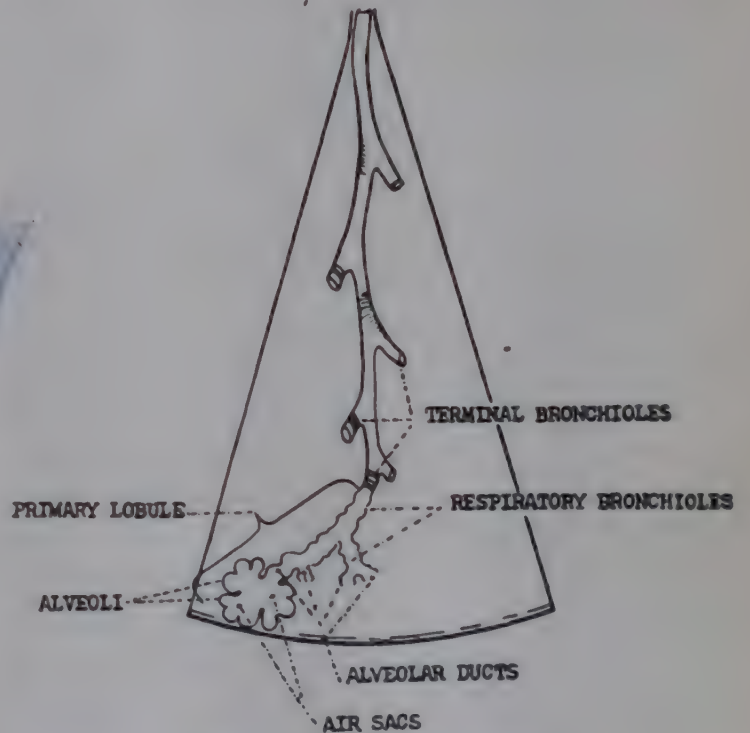 TERMINAL BRONCHIOLES
PRIMARY LOBULE
RESPIRATORY BRONCHIOLES
ALVEOLI
ALVEOLAR DUCTS
AIR SACS